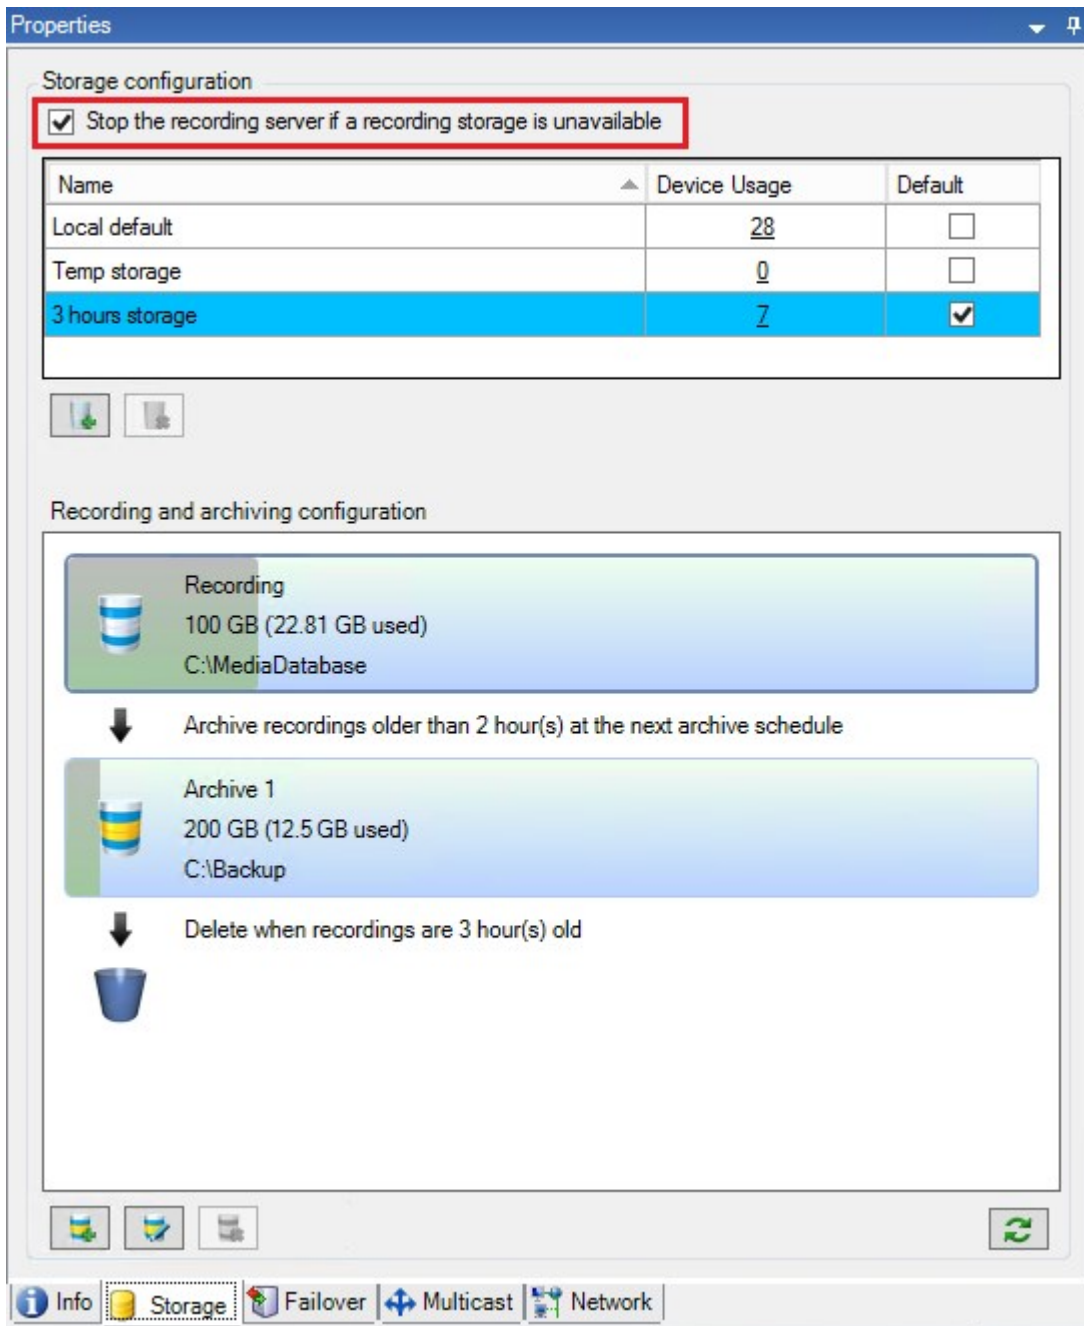 Properties
Storage configuration
Stop the recording server if a recording storage is unavailable
Name Device Usage Default
Local default 28
Temp storage 0
3 hours storage 7
Recording and archiving configuration
Recording
100 GB (22.81 GB used)
C:\MediaDatabase
Archive recordings older than 2 hour(s) at the next archive schedule
Archive 1
200 GB (12.5 GB used)
C:\Backup
Delete when recordings are 3 hour(s) old
Info Storage Failover Multicast Network